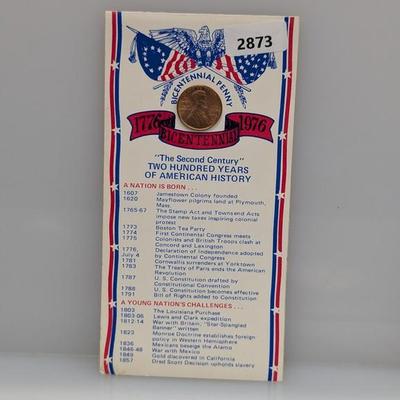 2873
BICENTENNIAL PENNY
1776 1976
BICENTENNIAL
"The Second Century"
TWO HUNDRED YEARS
OF AMERICAN HISTORY
A NATION IS BORN . . .
1607 Jamestown Colony founded
1620 Mayflower pilgrims land at Plymouth,
Mass.
1765-67 The Stamp Act and Townsend Acts
impose new taxes inspiring colonial
protest
1773 Boston Tea Party
1774 First Continental Congress meets
1775 Colonists and British Troops clash at
Concord and Lexington
1776, Declaration of Independence adopted
July 4 by Continental Congress
1781 Cornwallis surrenders at Yorktown
1783 The Treaty of Paris ends the American
Revolution
1787 U.S. Constitution drafted by
Constitutional Convention
1788 U. S. Constitution becomes effective
1791 Bill of Rights added to Constitution
A YOUNG NATION'S CHALLENGES . . .
1803 The Louisiana Purchase
1803-06 Lewis and Clark expedition
1812-14 War with Britain; "Star-Spangled
Banner" written
1823 Monroe Doctrine establishes foreign
policy in Western Hemisphere
1836 Mexicans besiege the Alamo
1846-48 War with Mexico
1849 Gold discovered in California
1857 Dred Scott Decision upholds slavery